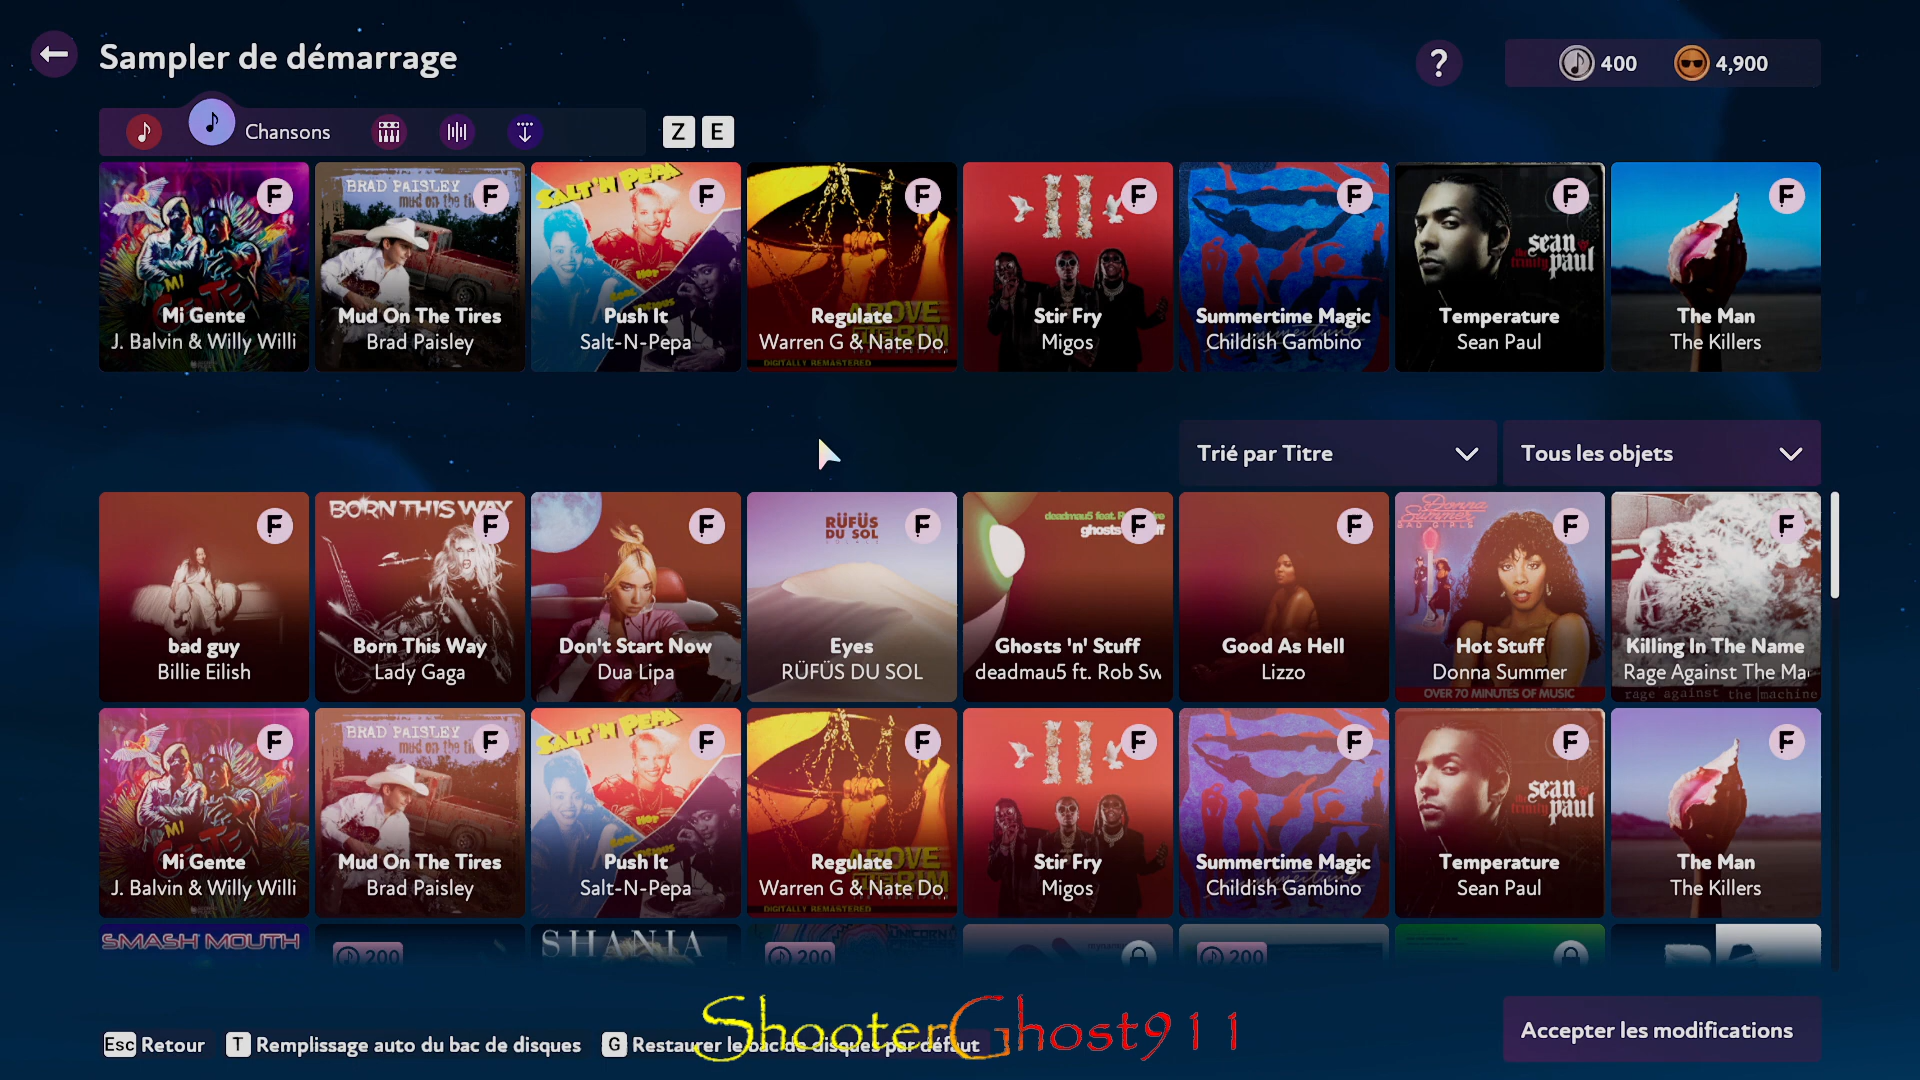 Sampler de démarrage
?
400
4,900
Chansons
Z E
Mi Gente
J. Balvin & Willy Willi
Mud On The Tires
Brad Paisley
Push It
Salt-N-Pepa
Regulate
Warren G & Nate Do
Stir Fry
Migos
Summertime Magic
Childish Gambino
Temperature
Sean Paul
The Man
The Killers
Trié par Titre
Tous les objets
bad guy
Billie Eilish
Born This Way
Lady Gaga
Don't Start Now
Dua Lipa
Eyes
RÜFÜS DU SOL
Ghosts 'n' Stuff
deadmau5 ft. Rob Sw
Good As Hell
Lizzo
Hot Stuff
Donna Summer
Killing In The Name
Rage Against The Ma
Mi Gente
J. Balvin & Willy Willi
Mud On The Tires
Brad Paisley
Push It
Salt-N-Pepa
Regulate
Warren G & Nate Do
Stir Fry
Migos
Summertime Magic
Childish Gambino
Temperature
Sean Paul
The Man
The Killers
SMASH MOUTH
200
SHANIA
200
200
ShooterGhost911
Esc Retour
T Remplissage auto du bac de disques
G Restaurer le bac de disques par défaut
Accepter les modifications